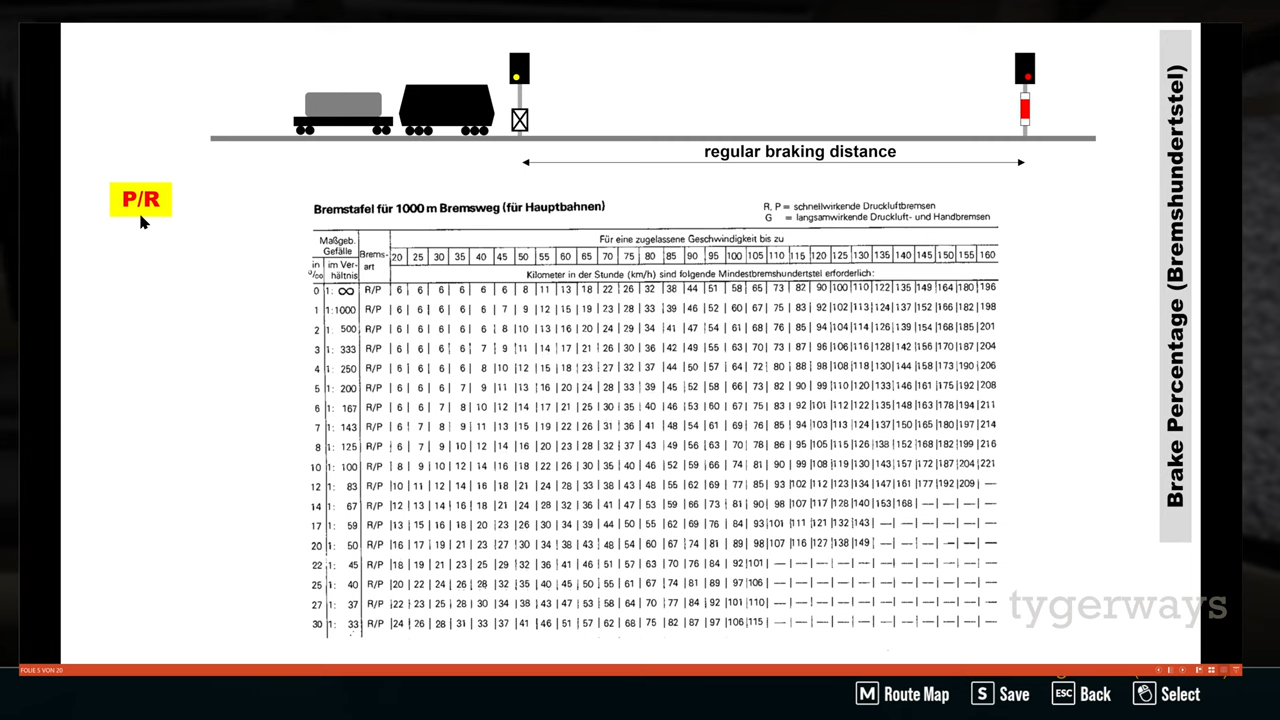 regular braking distance
Brake Percentage (Bremshundertstel)
P/R
Bremstafel für 1000 m Bremsweg (für Hauptbahnen)
R, P = schnellwirkende Druckluftbremsen
G = langsamwirkende Druckluft- und Handbremsen
Maßgeb. Gefälle
Brems-art
Für eine zugelassene Geschwindigkeit bis zu
in ⁰/₀₀ im Ver-hältnis
20 25 30 35 40 45 50 55 60 65 70 75 80 85 90 95 100 105 110 115 120 125 130 135 140 145 150 155 160
Kilometer in der Stunde (km/h) sind folgende Mindestbremshundertstel erforderlich:
0 1: ∞ R/P 6 6 6 6 6 6 8 11 13 18 22 26 32 38 44 51 58 65 73 82 90 100 110 122 135 149 164 180 196
1 1:1000 R/P 6 6 6 6 6 7 9 12 15 19 23 28 33 39 46 52 60 67 75 83 92 102 113 124 137 152 166 182 198
2 1: 500 R/P 6 6 6 6 6 8 10 13 16 20 24 29 34 41 47 54 61 68 76 85 94 104 114 126 139 154 168 185 201
3 1: 333 R/P 6 6 6 6 7 9 11 14 17 21 26 30 36 42 49 55 63 70 73 87 96 106 116 128 142 156 170 187 204
4 1: 250 R/P 6 6 6 6 8 10 12 15 18 23 27 32 37 44 50 57 64 72 80 88 98 108 118 130 144 158 173 190 206
5 1: 200 R/P 6 6 6 7 9 11 13 16 20 24 28 33 39 45 52 58 66 73 82 90 99 110 120 133 146 161 175 192 208
6 1: 167 R/P 6 6 7 8 10 12 14 17 21 25 30 35 40 46 53 60 67 75 83 92 101 112 122 135 148 163 178 194 211
7 1: 143 R/P 6 7 8 9 11 13 15 19 22 26 31 36 41 48 54 61 69 76 85 94 103 113 124 137 150 165 180 197 214
8 1: 125 R/P 6 7 9 10 12 14 16 20 23 28 32 37 43 49 56 63 70 78 86 95 105 115 126 138 152 168 182 199 216
10 1: 100 R/P 8 9 10 12 14 16 18 22 26 30 35 40 46 52 59 66 74 81 90 99 108 119 130 143 157 172 187 204 221
12 1: 83 R/P 10 11 12 14 16 18 21 24 28 33 38 43 48 55 62 69 77 85 93 102 112 123 134 147 161 177 192 209 —
14 1: 67 R/P 12 13 14 16 18 21 24 28 32 36 41 47 53 59 66 73 81 90 98 107 117 128 140 153 168 — — — —
17 1: 59 R/P 13 15 16 18 20 23 26 30 34 39 44 50 55 62 69 76 84 93 101 111 121 132 143 — — — — — —
20 1: 50 R/P 16 17 19 21 23 27 30 34 38 43 48 54 60 67 74 81 89 98 107 116 127 138 149 — — — — — —
22 1: 45 R/P 18 19 21 23 25 29 32 36 41 46 51 57 63 70 76 84 92 101 — — — — — — — — — — —
25 1: 40 R/P 20 22 24 26 28 32 35 40 45 50 55 61 67 74 81 89 97 106 — — — — — — — — — — —
27 1: 37 R/P 22 23 25 28 30 34 38 43 47 53 58 64 70 77 84 92 101 110 — — — — — — — — — — —
30 1: 33 R/P 24 26 28 31 33 37 41 46 51 57 62 68 75 82 87 97 106 115 — — — — — — — — — — —
tygerways
FOLIE 5 VON 20
M Route Map S Save ESC Back Select